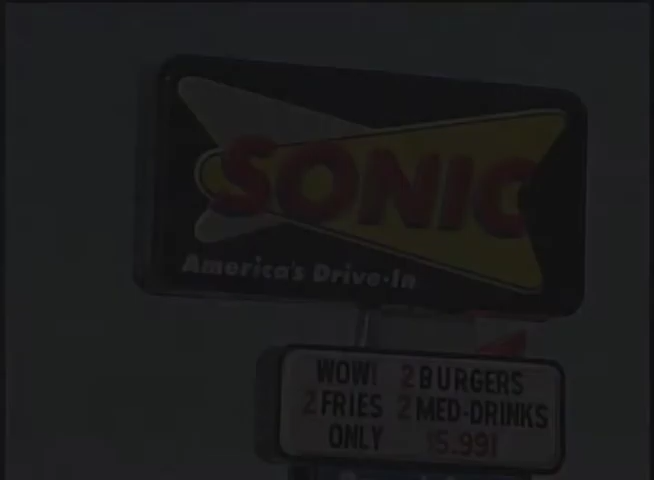 SONIC
America's Drive-In
WOW! 2 BURGERS
2 FRIES 2 MED-DRINKS
ONLY $5.99!